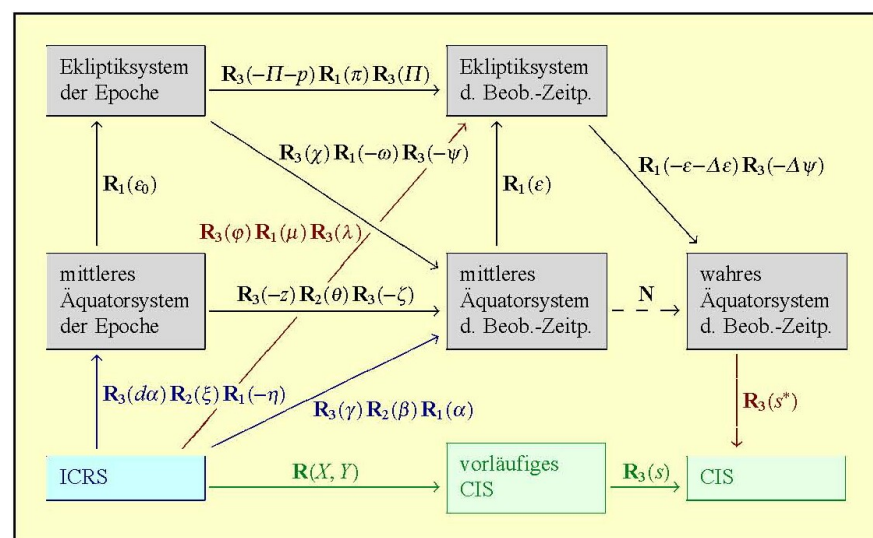 Ekliptiksystem
der Epoche
R₃(-Π-p) R₁(π) R₃(Π)
Ekliptiksystem
d. Beob.-Zeitp.
R₃(χ) R₁(-ω) R₃(-ψ)
R₁(-ε-Δε) R₃(-Δψ)
R₁(ε₀)
R₁(ε)
R₃(φ) R₁(μ) R₃(λ)
mittleres
Äquatorsystem
der Epoche
R₃(-z) R₂(θ) R₃(-ζ)
mittleres
Äquatorsystem
d. Beob.-Zeitp.
N
wahres
Äquatorsystem
d. Beob.-Zeitp.
R₃(dα) R₂(ξ) R₁(-η)
R₃(γ) R₂(β) R₁(α)
R₃(s*)
ICRS
R(X, Y)
vorläufiges
CIS
R₃(s)
CIS